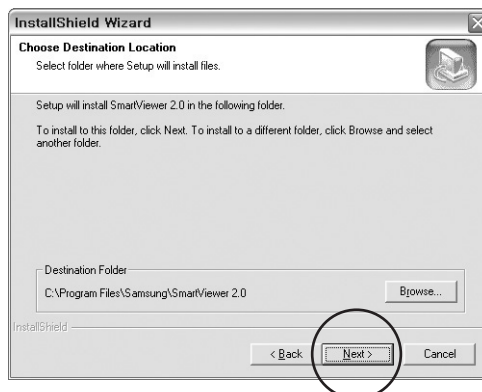 InstallShield Wizard
Choose Destination Location
Select folder where Setup will install files.
Setup will install SmartViewer 2.0 in the following folder.
To install to this folder, click Next. To install to a different folder, click Browse and select
another folder.
Destination Folder
C:\Program Files\Samsung\SmartViewer 2.0
Browse...
InstallShield
< Back
Next >
Cancel